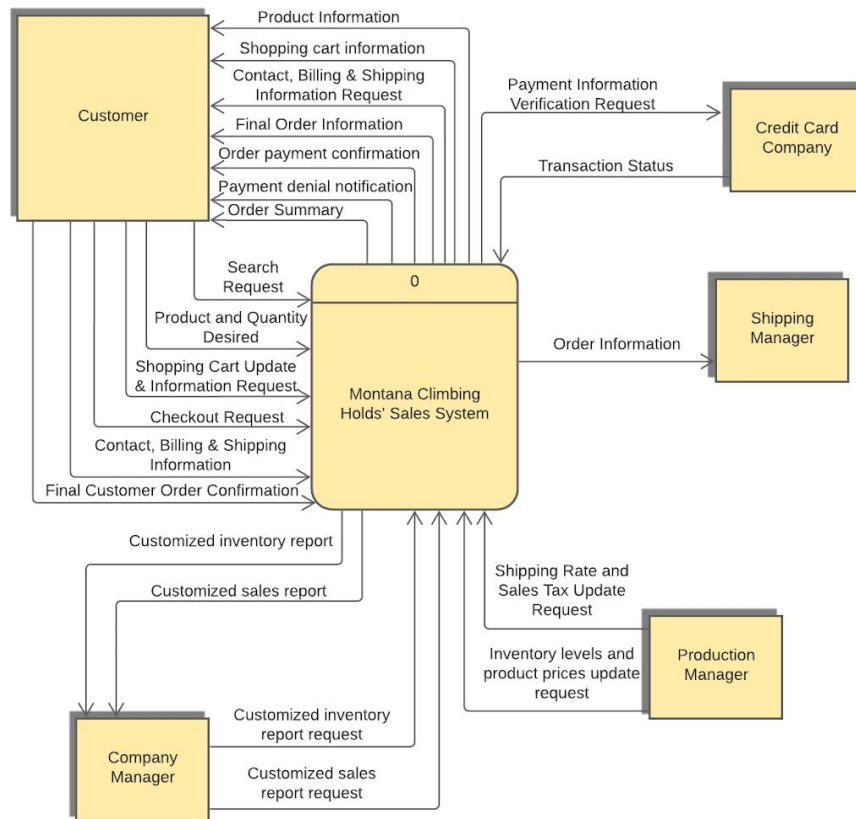 Product Information
Shopping cart information
Contact, Billing & Shipping
Information Request
Final Order Information
Order payment confirmation
Payment denial notification
Order Summary
Customer
Payment Information
Verification Request
Credit Card
Company
Transaction Status
Search
Request
0
Product and Quantity
Desired
Shipping
Manager
Order Information
Shopping Cart Update
& Information Request
Montana Climbing
Holds' Sales System
Checkout Request
Contact, Billing & Shipping
Information
Final Customer Order Confirmation
Customized inventory report
Customized sales report
Shipping Rate and
Sales Tax Update
Request
Inventory levels and
product prices update
request
Production
Manager
Customized inventory
report request
Company
Manager
Customized sales
report request